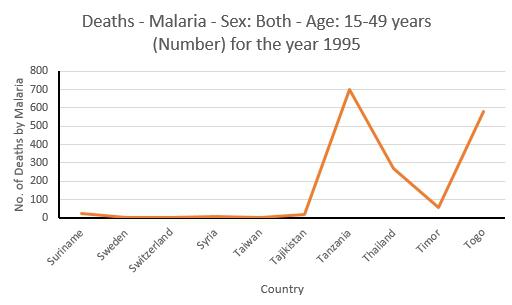 Deaths - Malaria - Sex: Both - Age: 15-49 years
(Number) for the year 1995
No. of Deaths by Malaria
800
700
600
500
400
300
200
100
0
Suriname
Sweden
Switzerland
Syria
Taiwan
Tajikistan
Tanzania
Thailand
Timor
Togo
Country